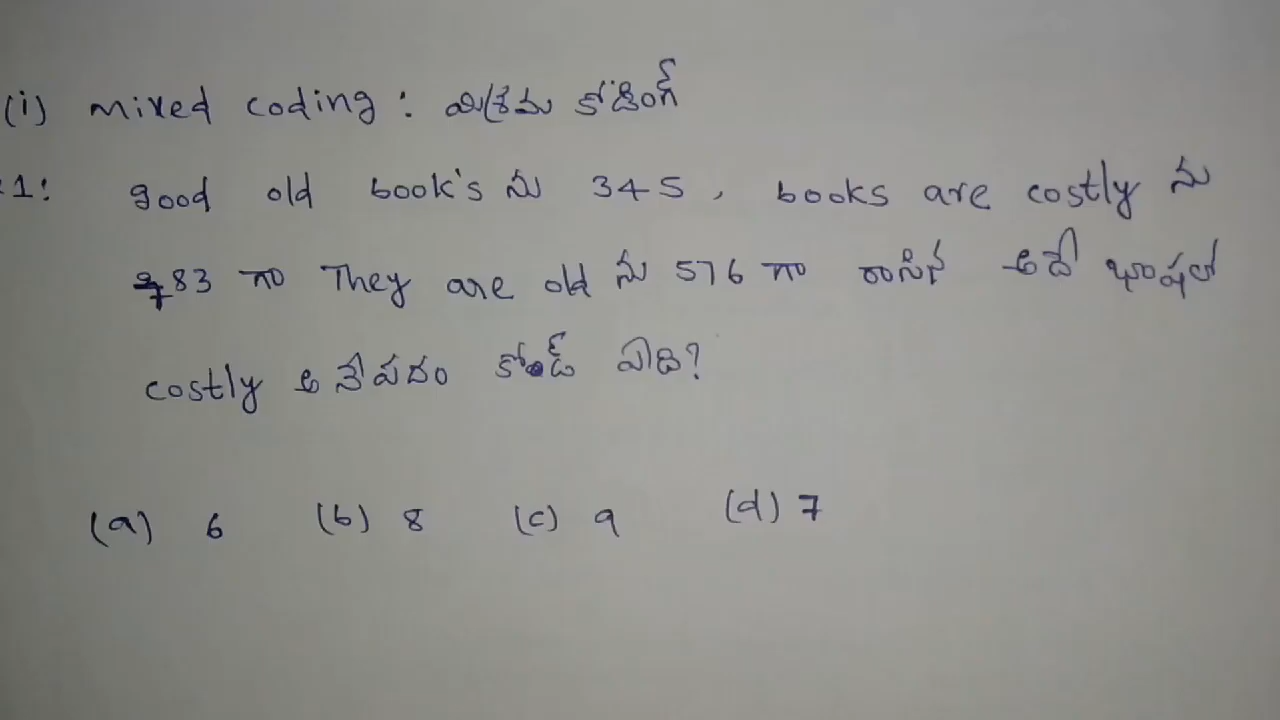 (i) mixed coding : మిశ్రమ కోడింగ్
1: good old book's ను 345 , books are costly ను
783 గా They are old ను 576 గా రాసిన అదే భాషలో
costly అనేపదం కోడ్ ఏది?
(a) 6 (b) 8 (c) 9 (d) 7